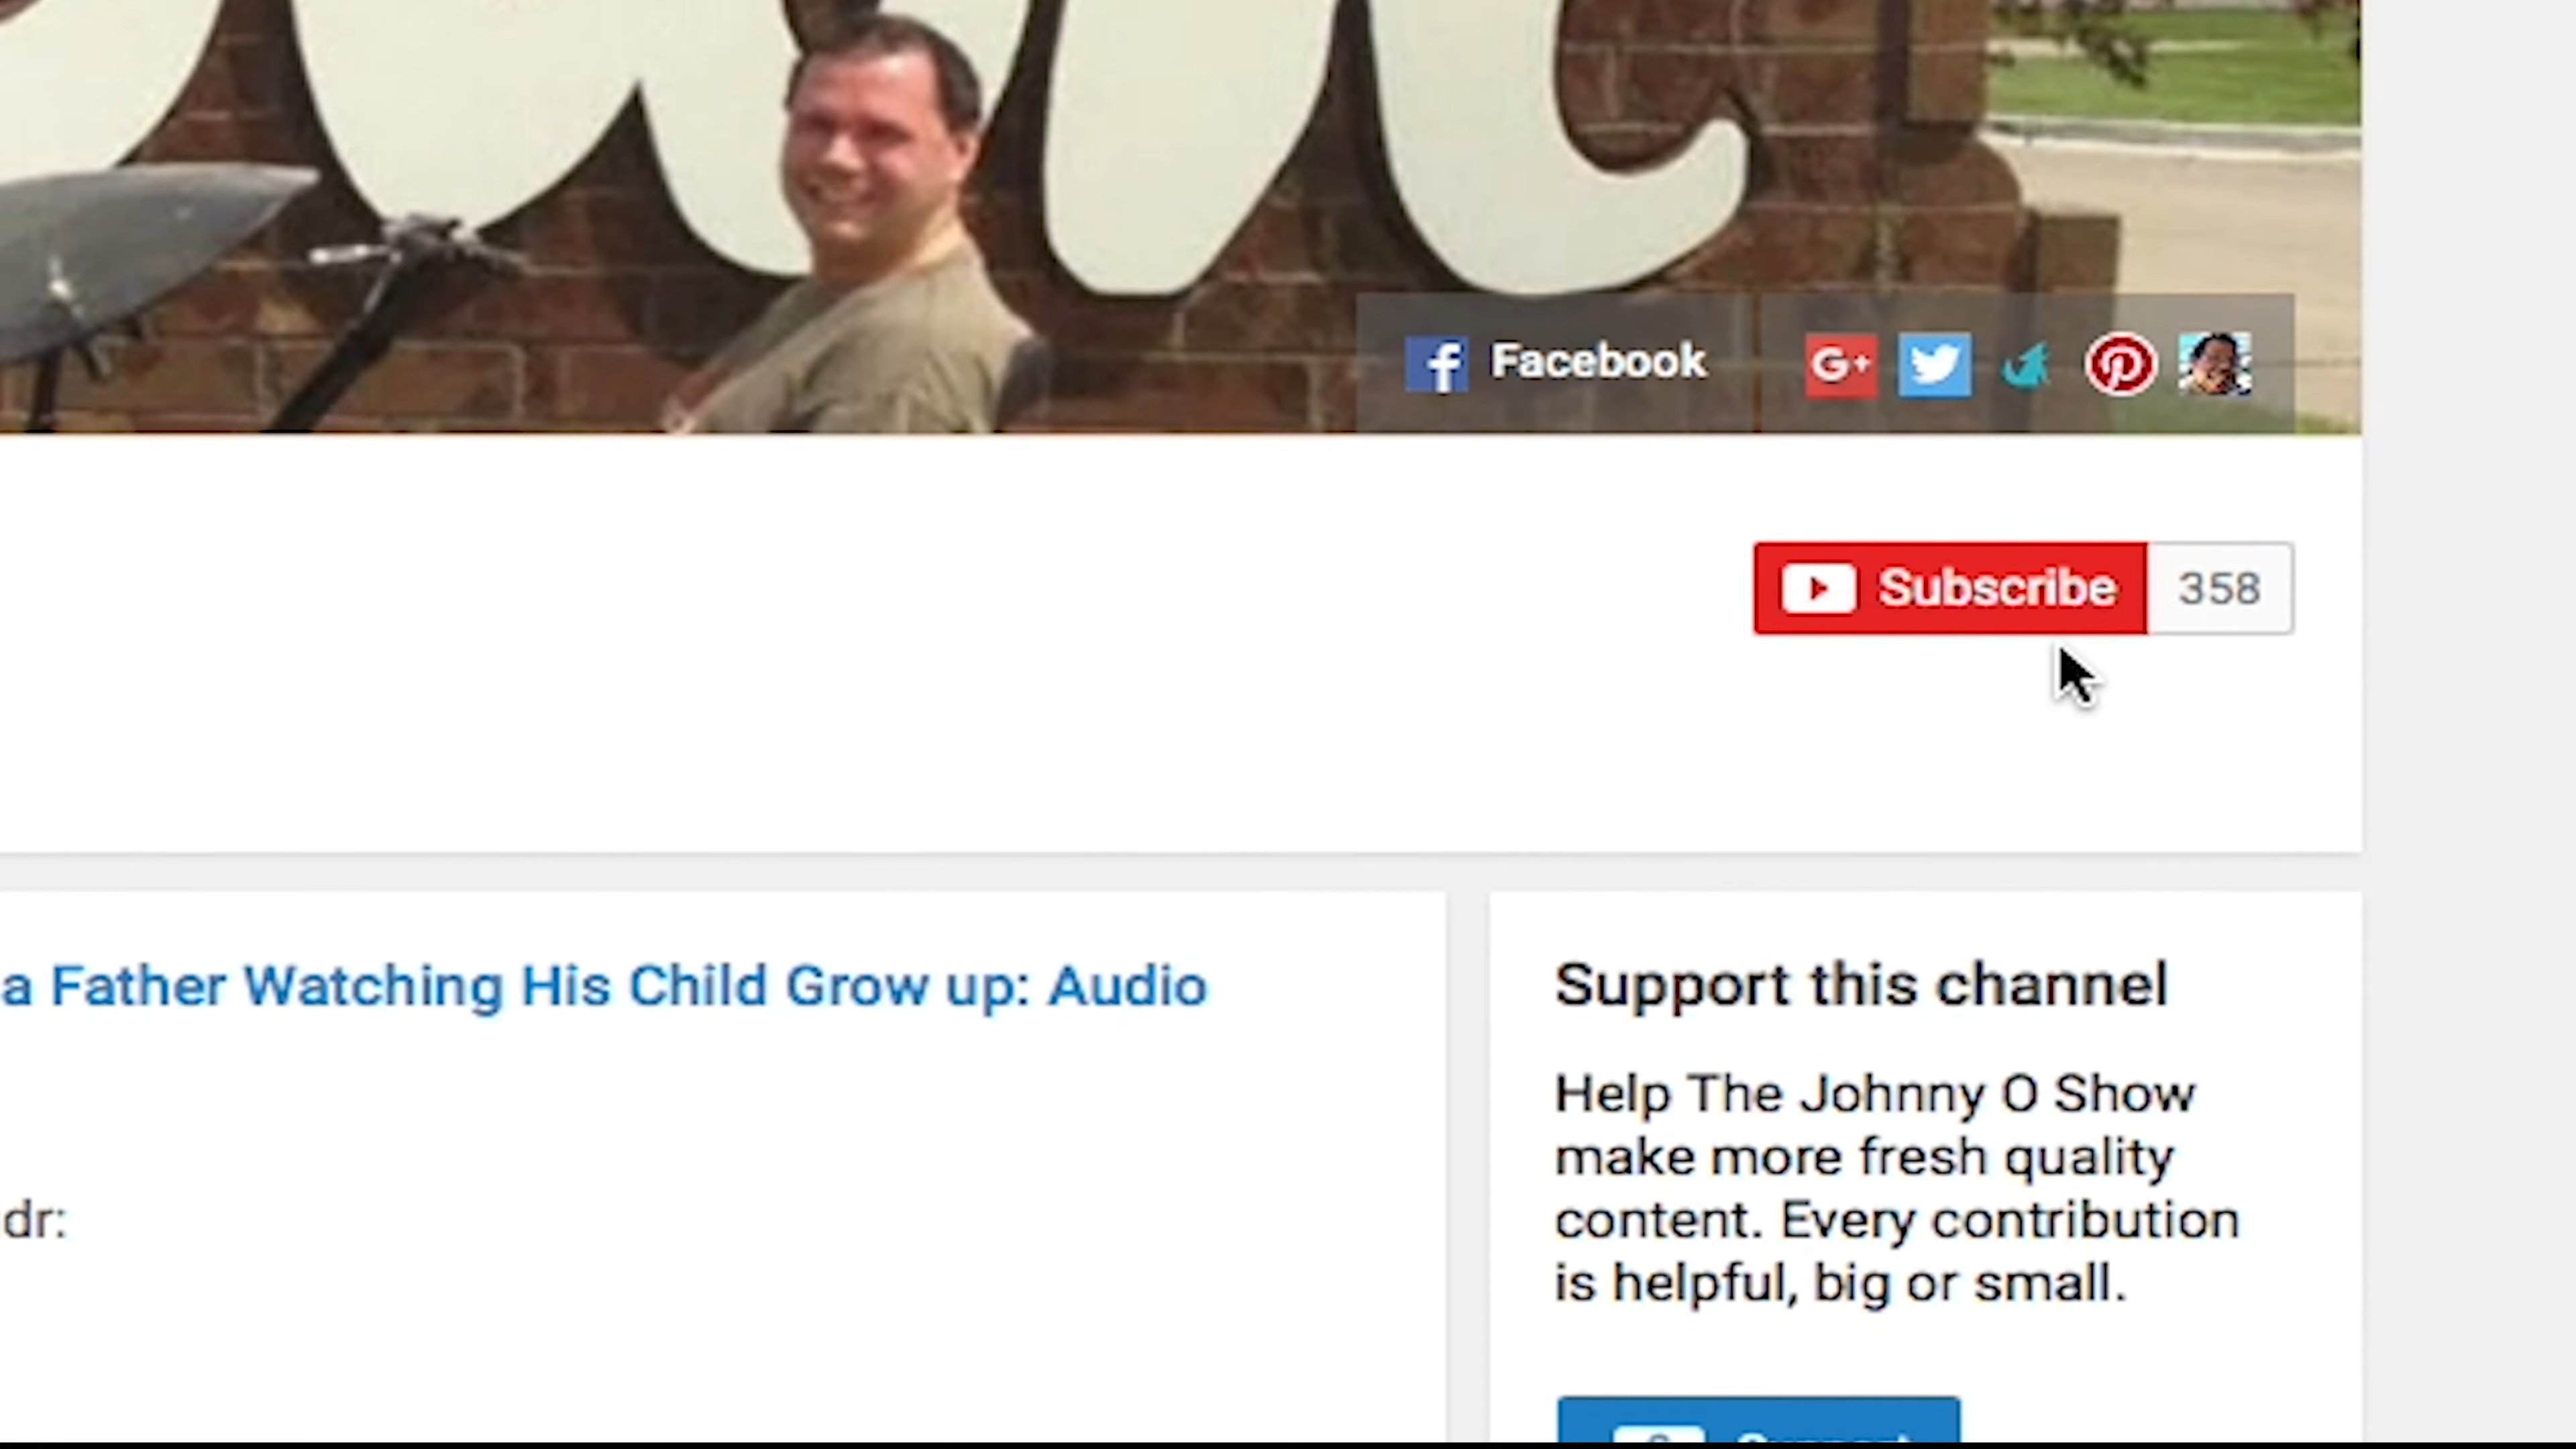 Facebook
G+
Subscribe 358
a Father Watching His Child Grow up: Audio
dr:
Support this channel
Help The Johnny O Show
make more fresh quality
content. Every contribution
is helpful, big or small.